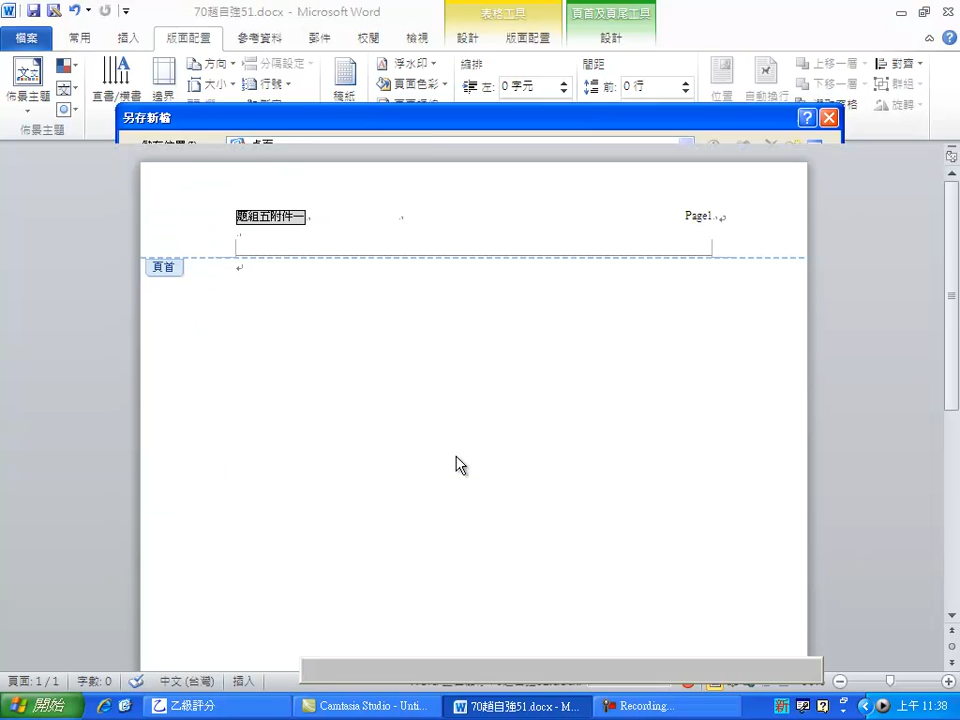 70趙自強51.docx - Microsoft Word
表格工具
頁首及頁尾工具
檔案 常用 插入 版面配置 參考資料 郵件 校閱 檢視 設計 版面配置 設計
佈景主題 直書/橫書 邊界 方向 分隔設定 稿紙 浮水印 縮排 間距 位置 自動換行 上移一層 對齊
大小 行號 頁面色彩 左: 0 字元 前: 0 行 下移一層 群組
旋轉
佈景主題
另存新檔
桌面
題組五附件一
Page1
頁首
頁面: 1/1 字數: 0 中文 (台灣) 插入
開始 乙級評分 Camtasia Studio - Unti... 70趙自強51.docx - M... Recording... 新 上午 11:38